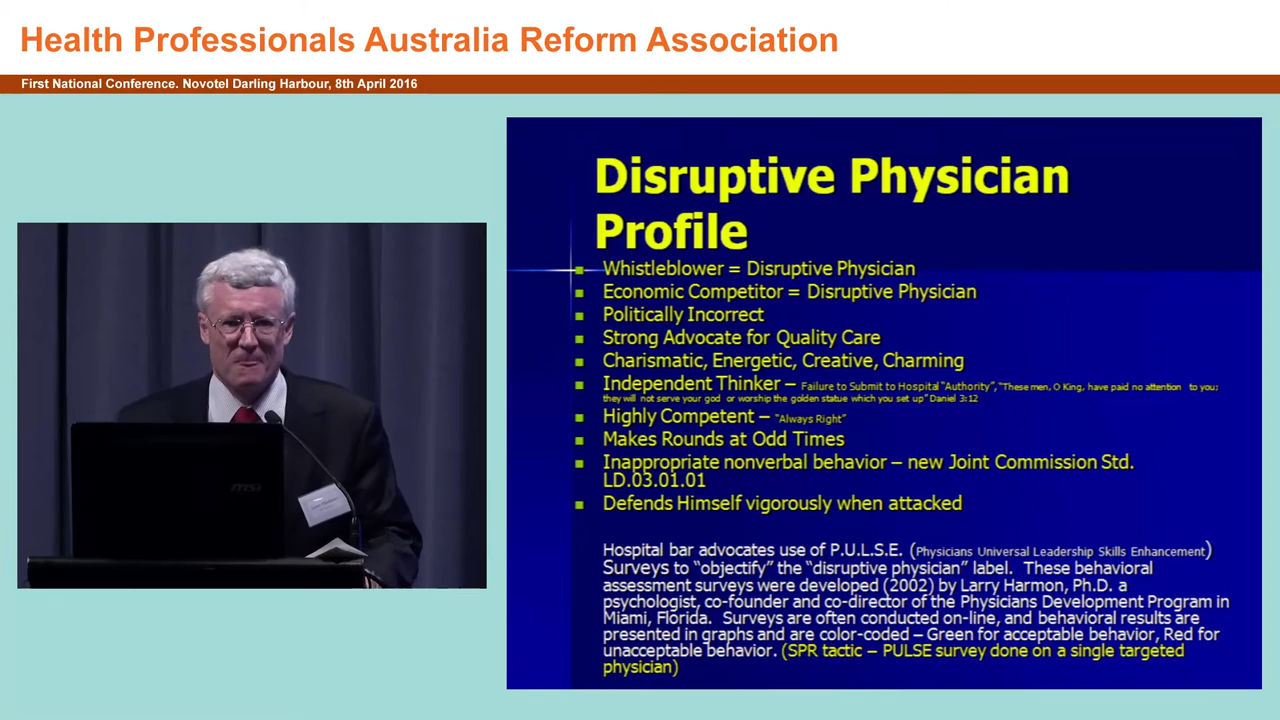 Health Professionals Australia Reform Association
First National Conference. Novotel Darling Harbour, 8th April 2016
Disruptive Physician
Profile
Whistleblower = Disruptive Physician
Economic Competitor = Disruptive Physician
Politically Incorrect
Strong Advocate for Quality Care
Charismatic, Energetic, Creative, Charming
Independent Thinker – Failure to Submit to Hospital "Authority", "These men, O King, have paid no attention to you;
they will not serve your god or worship the golden statue which you set up" Daniel 3:12
Highly Competent – "Always Right"
Makes Rounds at Odd Times
Inappropriate nonverbal behavior – new Joint Commission Std.
LD.03.01.01
Defends Himself vigorously when attacked
Hospital bar advocates use of P.U.L.S.E. (Physicians Universal Leadership Skills Enhancement)
Surveys to "objectify" the "disruptive physician" label. These behavioral
assessment surveys were developed (2002) by Larry Harmon, Ph.D. a
psychologist, co-founder and co-director of the Physicians Development Program in
Miami, Florida. Surveys are often conducted on-line, and behavioral results are
presented in graphs and are color-coded – Green for acceptable behavior, Red for
unacceptable behavior. (SPR tactic – PULSE survey done on a single targeted
physician)
msi